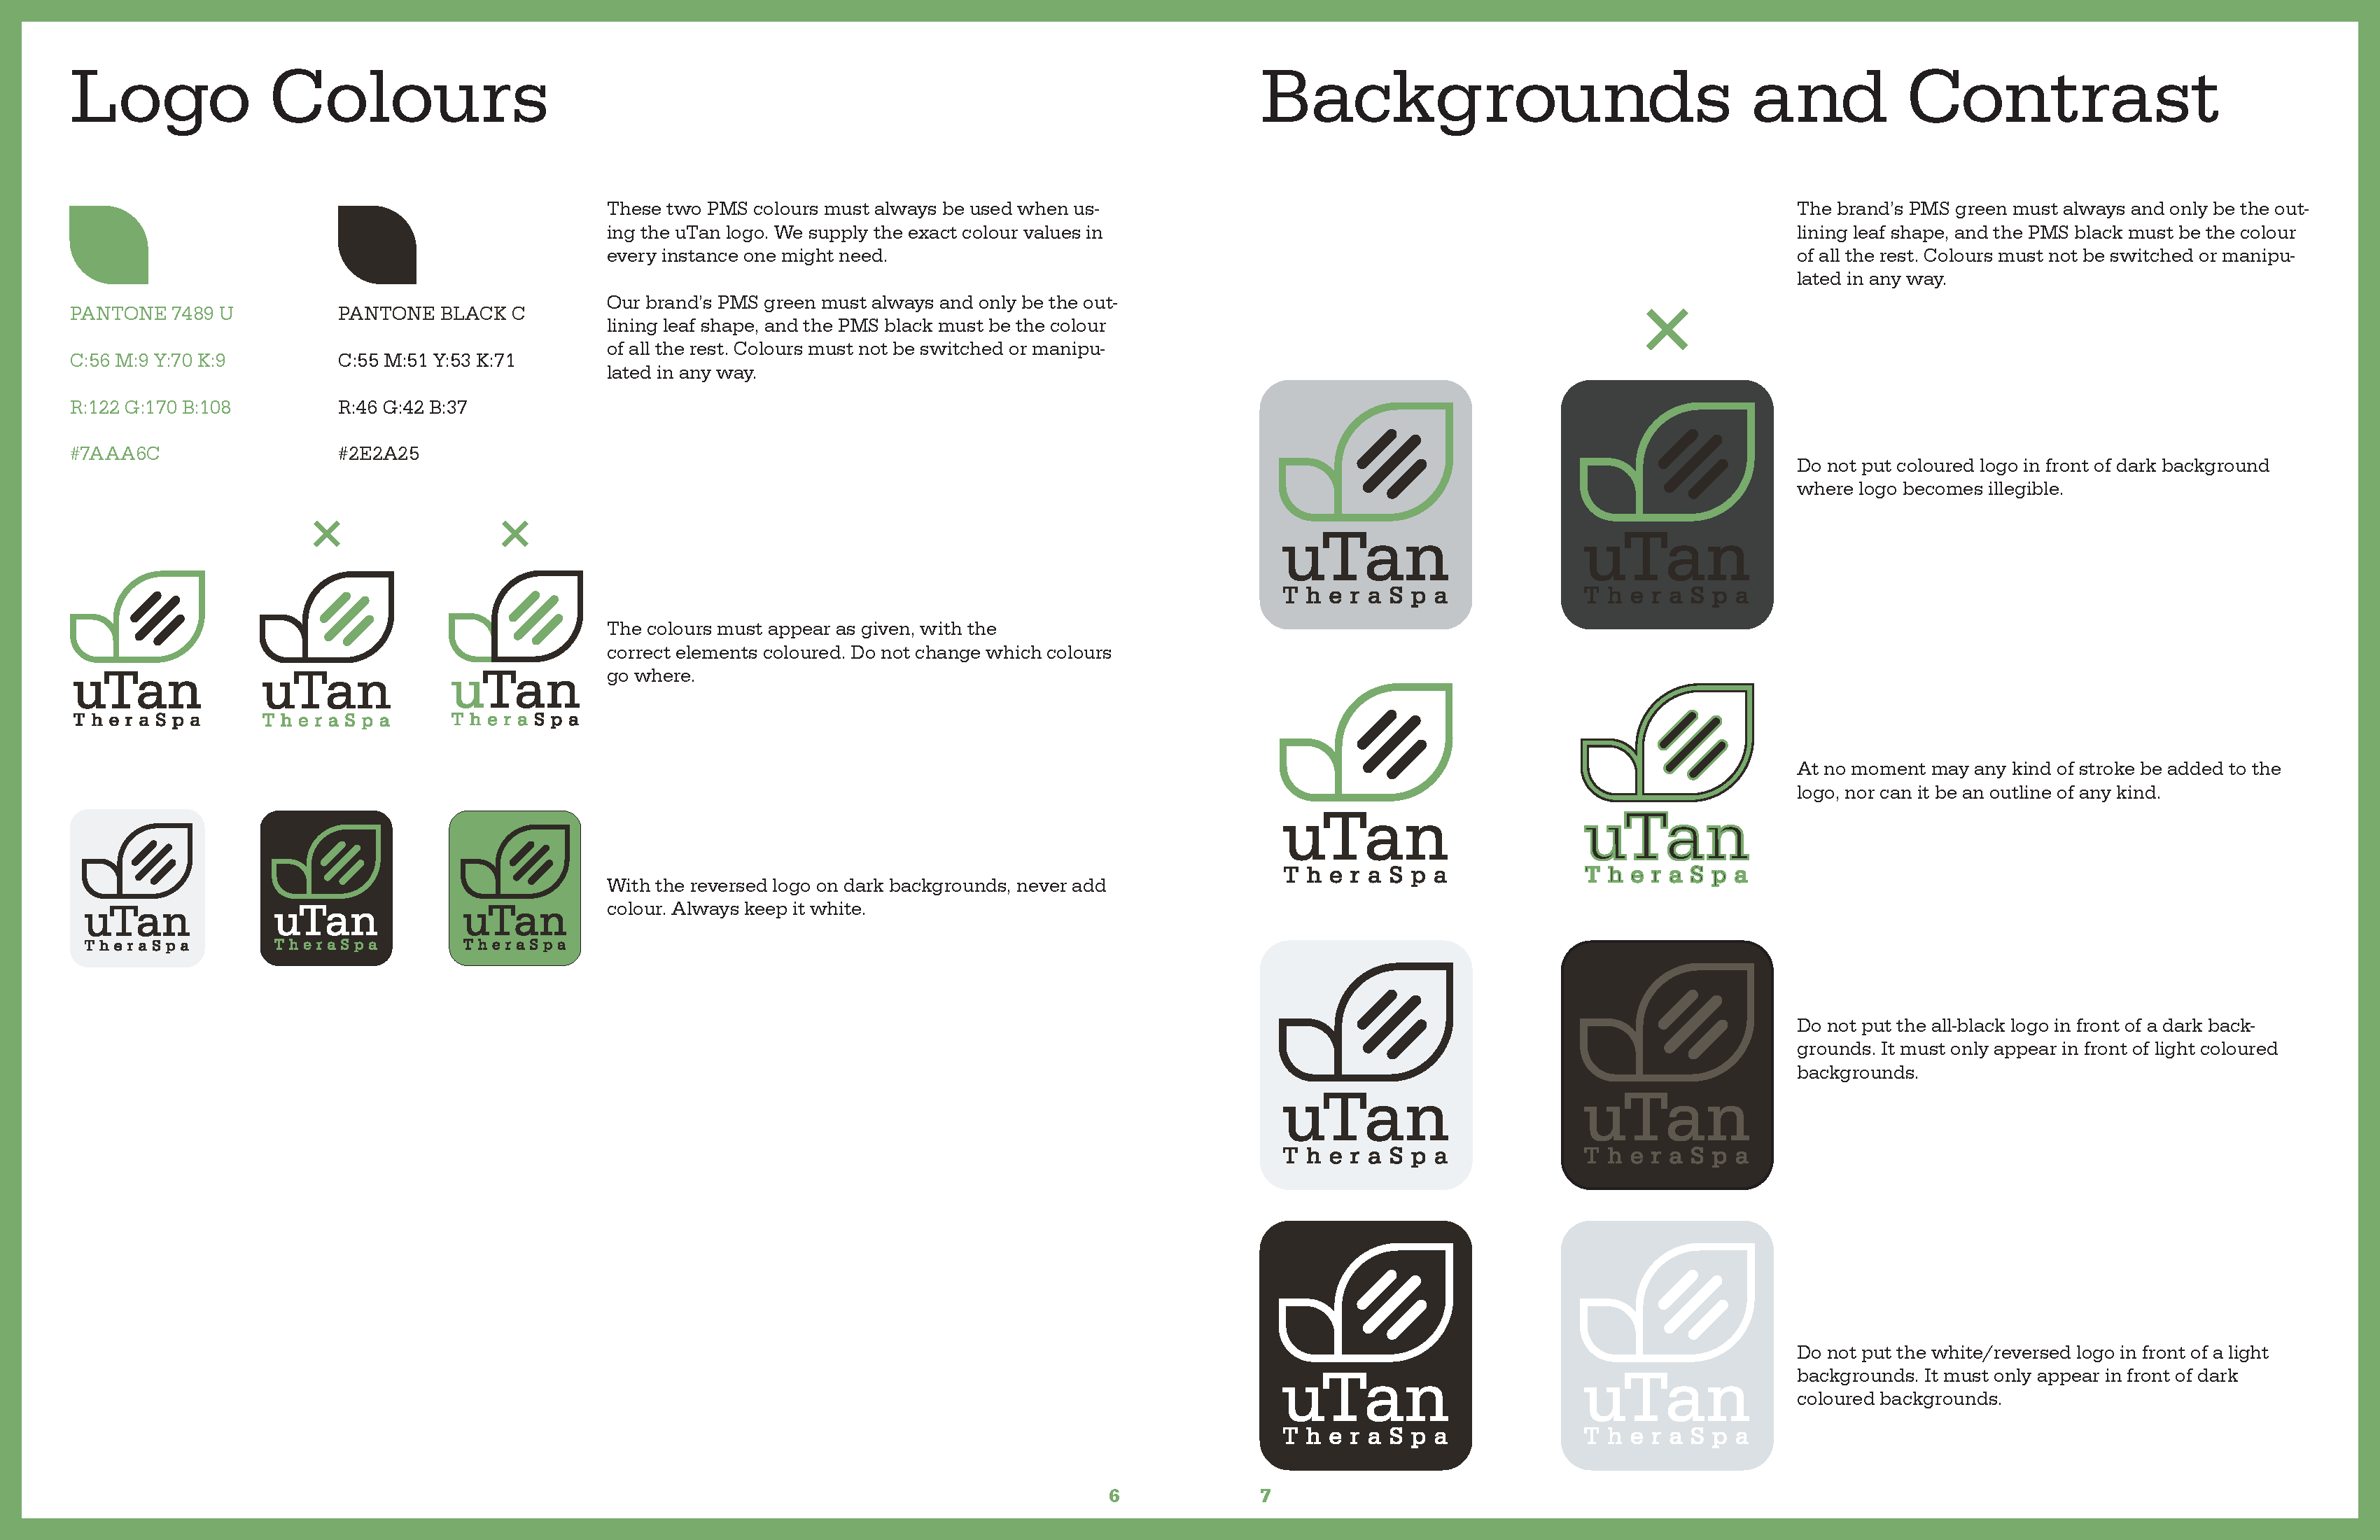 Logo Colours
PANTONE 7489 U
C:56 M:9 Y:70 K:9
R:122 G:170 B:108
#7AAA6C
PANTONE BLACK C
C:55 M:51 Y:53 K:71
R:46 G:42 B:37
#2E2A25
These two PMS colours must always be used when us-
ing the uTan logo. We supply the exact colour values in
every instance one might need.
Our brand's PMS green must always and only be the out-
lining leaf shape, and the PMS black must be the colour
of all the rest. Colours must not be switched or manipu-
lated in any way.
uTan
TheraSpa
uTan
TheraSpa
uTan
TheraSpa
The colours must appear as given, with the
correct elements coloured. Do not change which colours
go where.
uTan
TheraSpa
uTan
TheraSpa
uTan
TheraSpa
With the reversed logo on dark backgrounds, never add
colour. Always keep it white.
6
Backgrounds and Contrast
The brand's PMS green must always and only be the out-
lining leaf shape, and the PMS black must be the colour
of all the rest. Colours must not be switched or manipu-
lated in any way.
uTan
TheraSpa
uTan
TheraSpa
Do not put coloured logo in front of dark background
where logo becomes illegible.
uTan
TheraSpa
uTan
TheraSpa
At no moment may any kind of stroke be added to the
logo, nor can it be an outline of any kind.
uTan
TheraSpa
uTan
TheraSpa
Do not put the all-black logo in front of a dark back-
grounds. It must only appear in front of light coloured
backgrounds.
uTan
TheraSpa
uTan
TheraSpa
Do not put the white/reversed logo in front of a light
backgrounds. It must only appear in front of dark
coloured backgrounds.
7